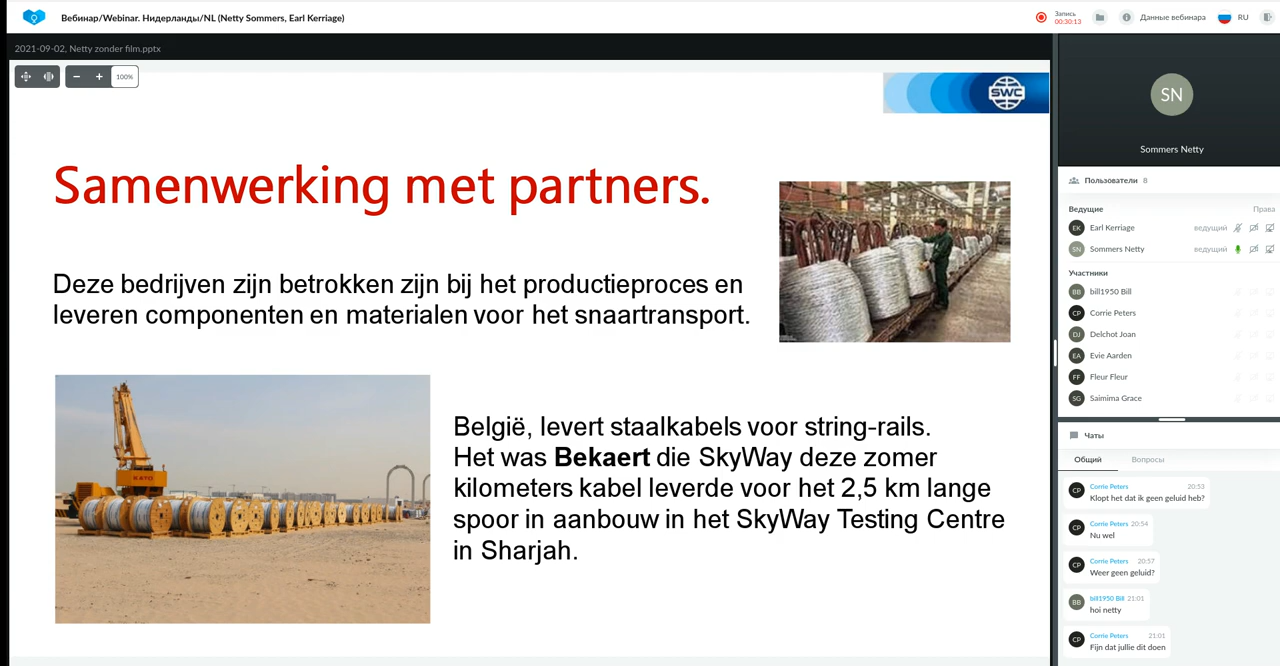 Вебинар/Webinar. Нидерланды/NL (Netty Sommers, Earl Kerriage)
Запись
00:30:13
Данные вебинара
RU
2021-09-02, Netty zonder film.pptx
100%
SWC
Samenwerking met partners.
Deze bedrijven zijn betrokken zijn bij het productieproces en
leveren componenten en materialen voor het snaartransport.
KATO
België, levert staalkabels voor string-rails.
Het was Bekaert die SkyWay deze zomer
kilometers kabel leverde voor het 2,5 km lange
spoor in aanbouw in het SkyWay Testing Centre
in Sharjah.
SN
Sommers Netty
Пользователи 8
Ведущие Права
EK Earl Kerriage ведущий
SN Sommers Netty ведущий
Участники
BB bill1950 Bill
CP Corrie Peters
DJ Delchot Joan
EA Evie Aarden
FF Fleur Fleur
SG Saimima Grace
Чаты
Общий Вопросы
CP Corrie Peters 20:53
Klopt het dat ik geen geluid heb?
CP Corrie Peters 20:54
Nu wel
CP Corrie Peters 20:57
Weer geen geluid?
BB bill1950 Bill 21:01
hoi netty
CP Corrie Peters 21:01
Fijn dat jullie dit doen